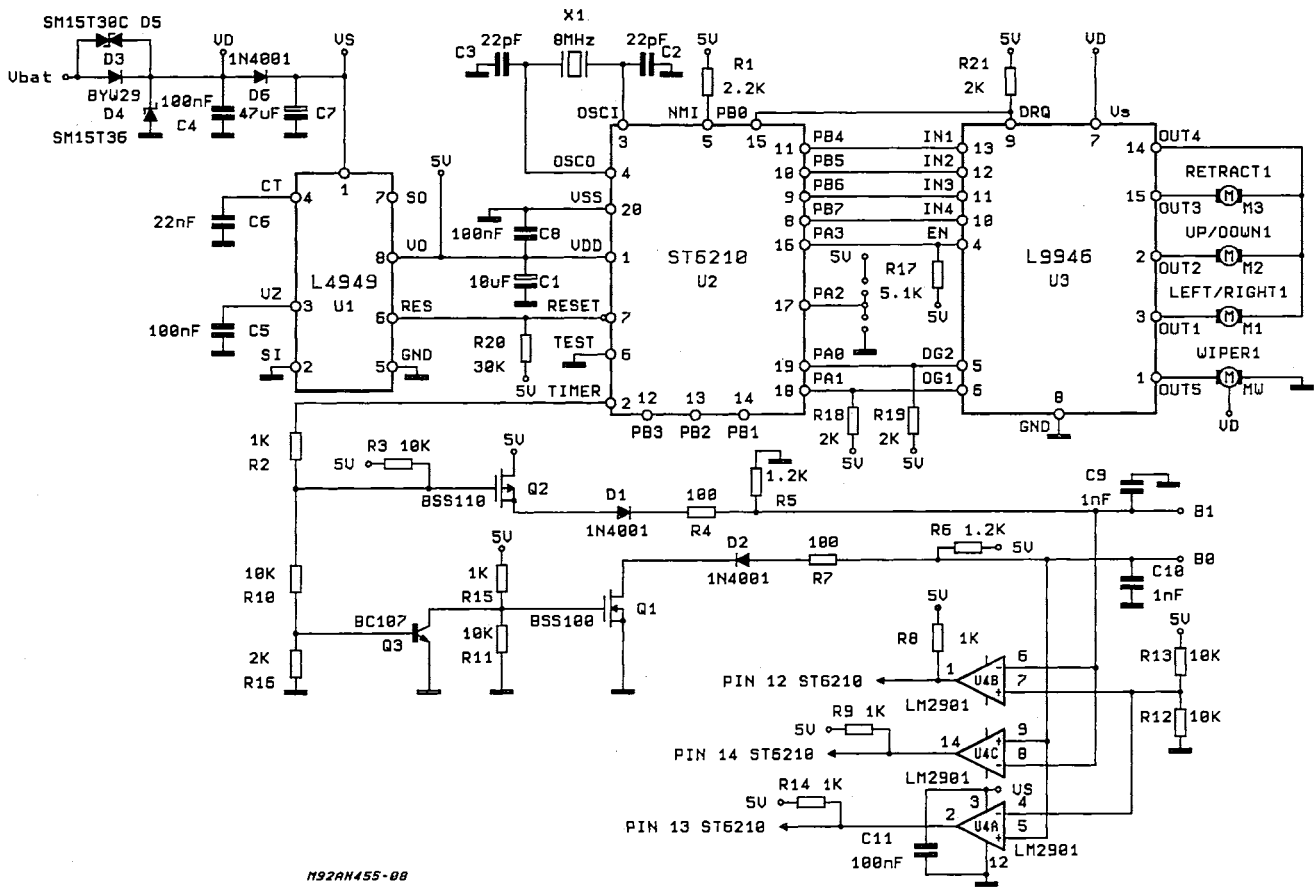 SM15T30C D5
X1
VD
VS
1N4001
C3
22pF
8MHz
22pF
C2
5V
R1
2.2K
5V
R21
2K
VD
Vbat
D3
BYW29
D4
SM15T36
100nF
C4
D6
47uF
C7
OSCI
NMI
PB0
DRQ
Vs
3
5
15
9
7
OUT4
PB4
IN1
11
13
14
OSCO
4
PB5
IN2
10
12
RETRACT1
CT
4
1
7
SO
5V
PB6
IN3
9
11
15
M
OUT3
M3
22nF
C6
VSS
20
PB7
IN4
8
10
UP/DOWN1
100nF
C8
PA3
EN
16
4
VO
8
VDD
1
ST6210
U2
L9946
U3
2
M
OUT2
M2
L4949
U1
5V
R17
5.1K
5V
LEFT/RIGHT1
10uF
C1
PA2
17
VZ
3
100nF
C5
RES
6
RESET
7
3
M
OUT1
M1
R20
30K
5V
TEST
6
WIPER1
SI
2
5
GND
PA0
19
OG2
5
PA1
18
OG1
6
1
M
OUT5
MW
VD
TIMER
2
12
13
14
PB3
PB2
PB1
R18
2K
5V
R19
2K
5V
8
GND
1K
R2
R3 10K
5V
5V
BSS110
Q2
D1
1N4001
100
R4
1.2K
R5
C9
1nF
B1
5V
D2
1N4001
100
R7
R6 1.2K
5V
B0
10K
R10
1K
R15
C10
1nF
BC107
Q3
10K
R11
BSS100
Q1
5V
R8
1K
5V
R13
10K
2K
R16
PIN 12 ST6210
1
U4B
6
7
-
+
LM2901
R12
10K
R9 1K
5V
PIN 14 ST6210
14
U4C
9
8
+
-
LM2901
R14 1K
5V
VS
PIN 13 ST6210
2
U4A
3
4
5
-
+
12
LM2901
C11
100nF
M92AN455-08